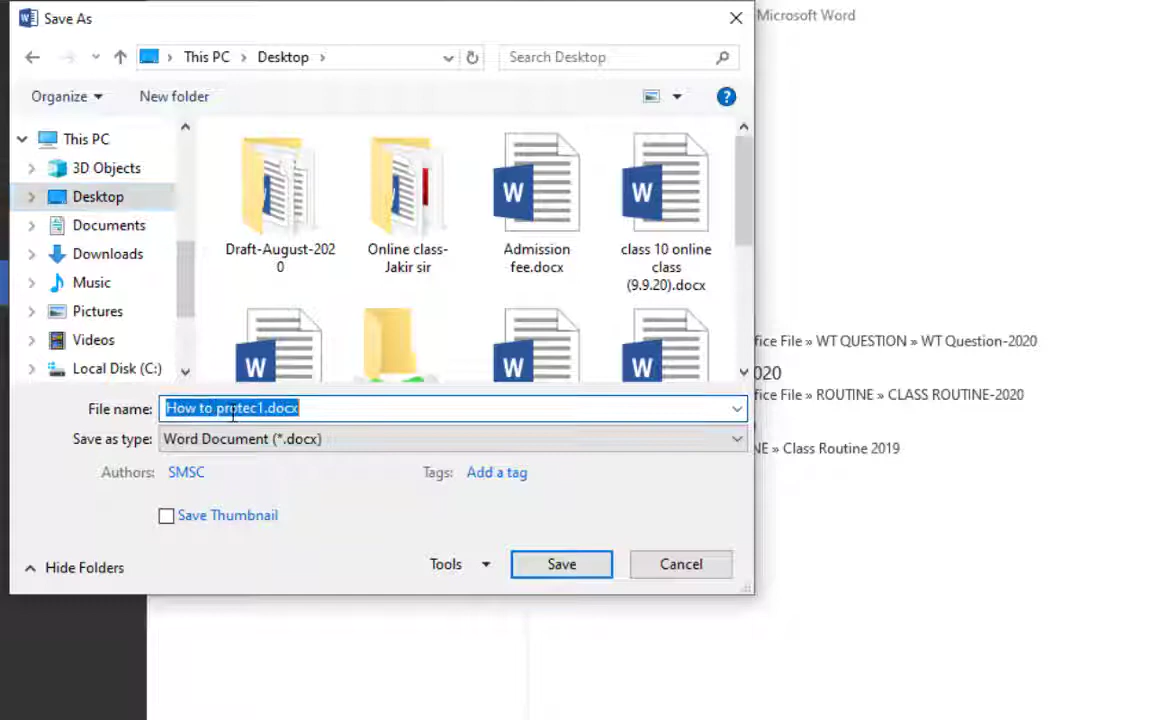 Save As
Microsoft Word
This PC
Desktop
Search Desktop
Organize
New folder
This PC
3D Objects
Desktop
Documents
Downloads
Music
Pictures
Videos
Local Disk (C:)
Draft-August-202
0
Online class-
Jakir sir
Admission
fee.docx
class 10 online
class
(9.9.20).docx
File » WT QUESTION » WT Question-2020
File » ROUTINE » CLASS ROUTINE-2020
» Class Routine 2019
File name:
How to protec1.docx
Save as type:
Word Document (*.docx)
Authors:
SMSC
Tags:
Add a tag
Save Thumbnail
Hide Folders
Tools
Save
Cancel